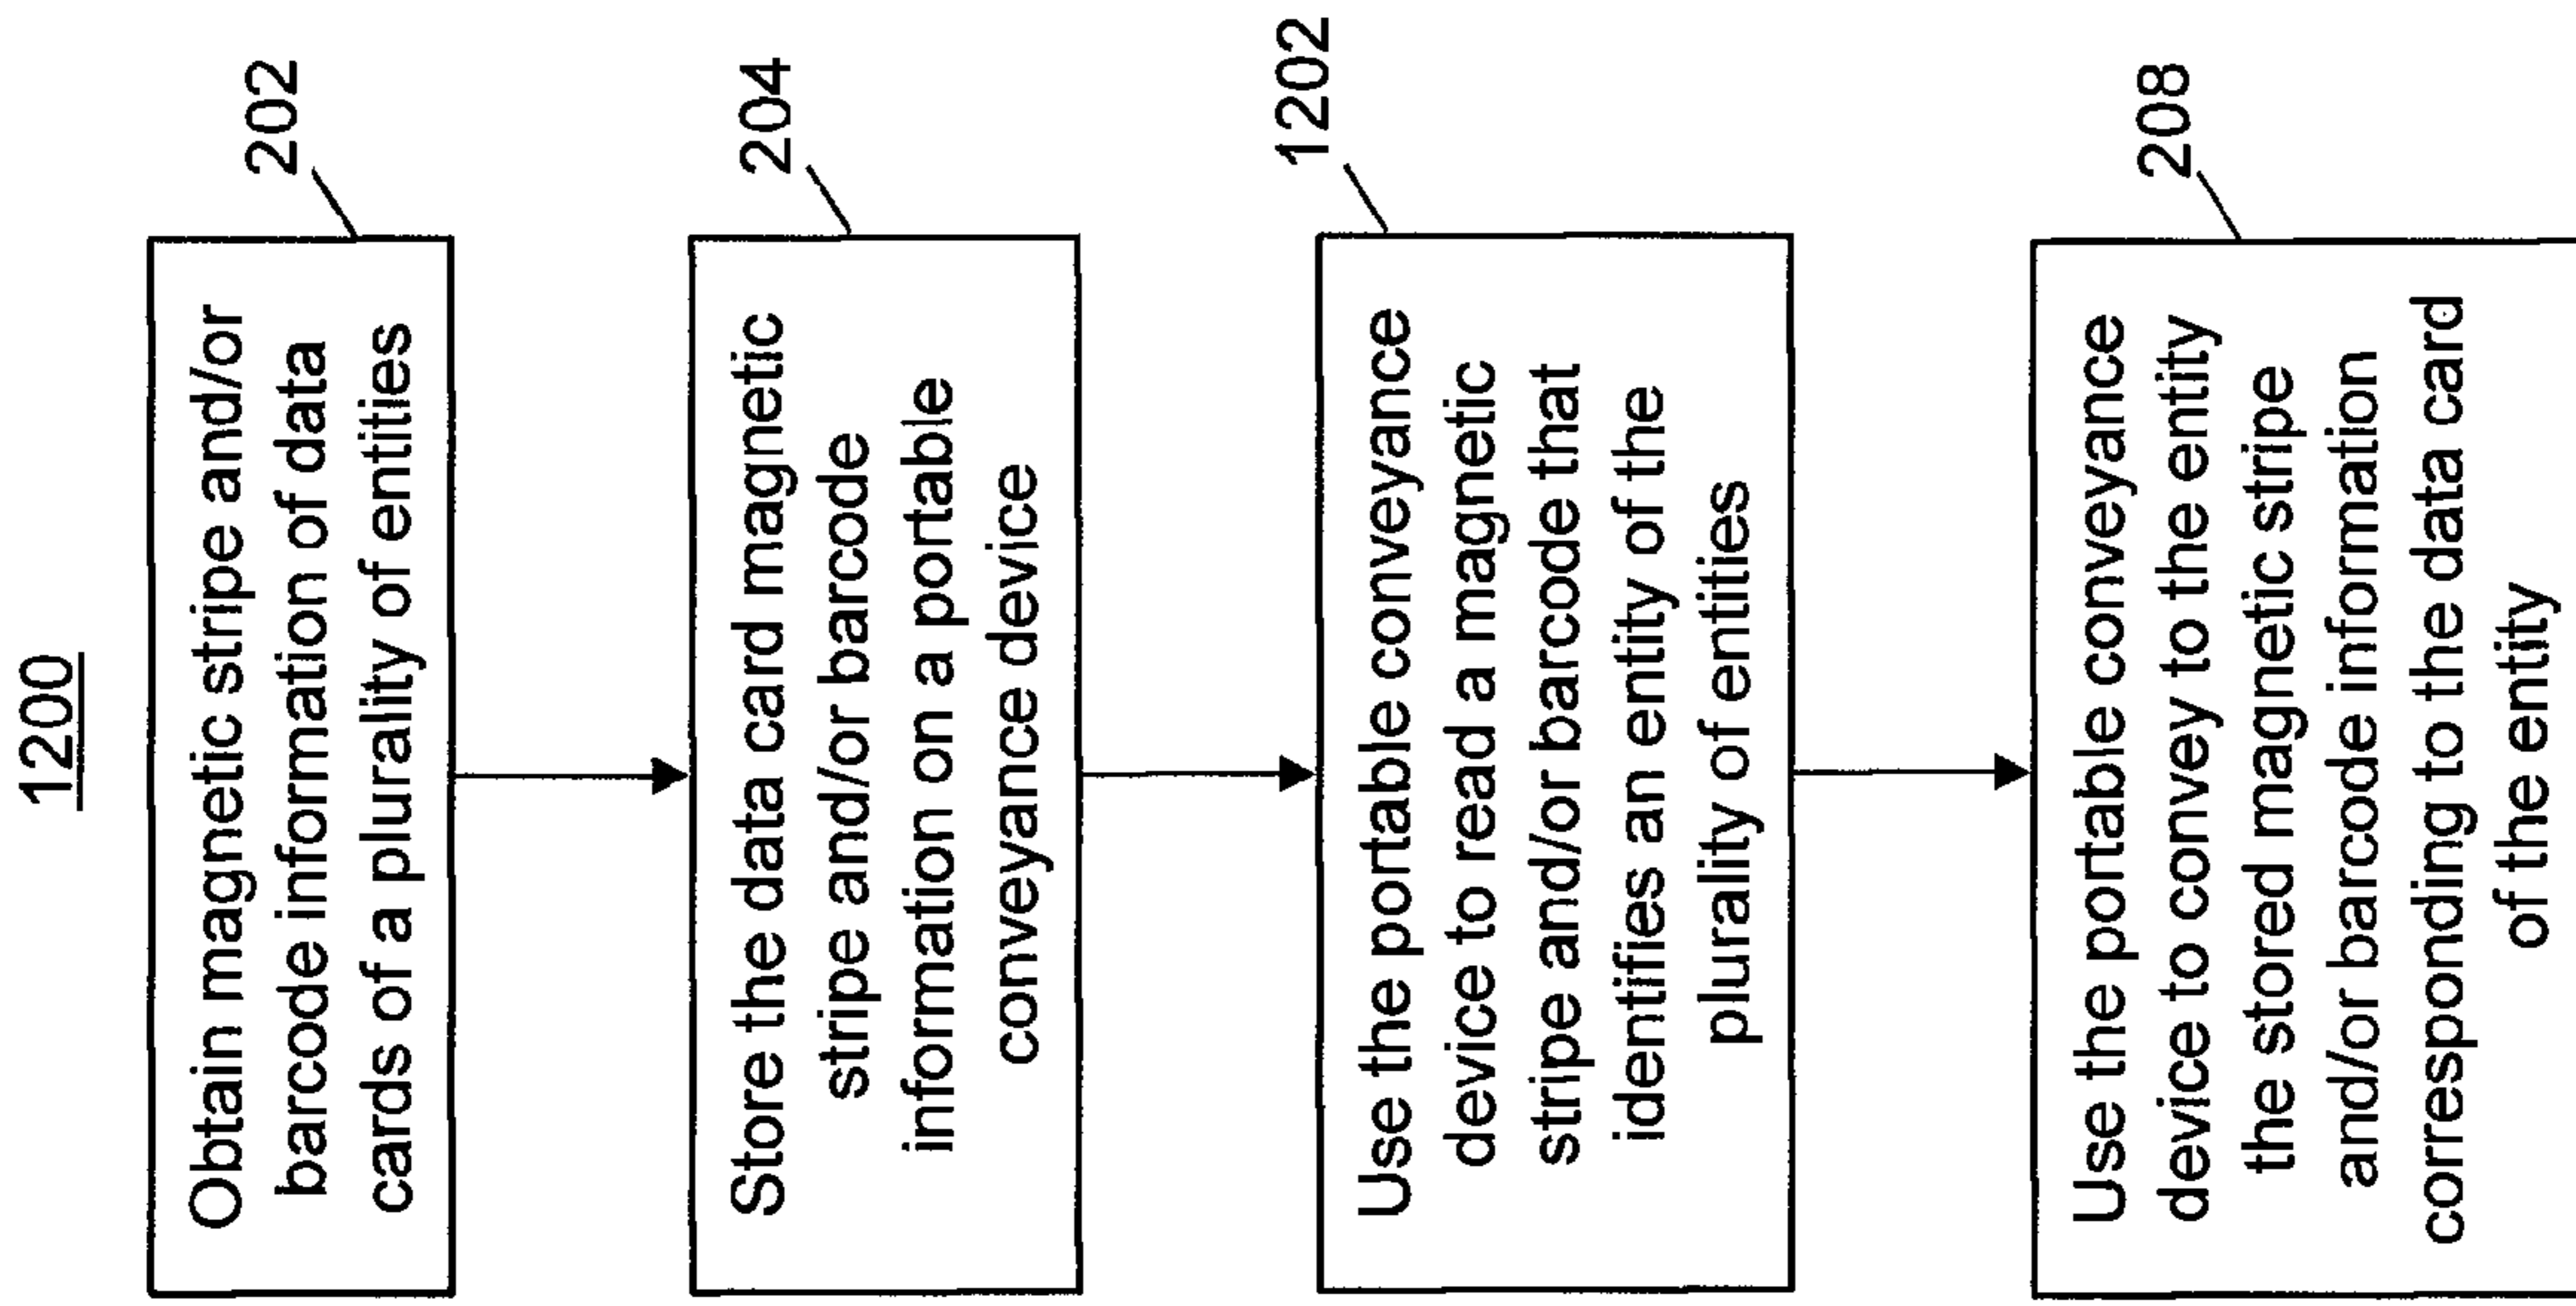 1200
202
Obtain magnetic stripe and/or
barcode information of data
cards of a plurality of entities
204
Store the data card magnetic
stripe and/or barcode
information on a portable
conveyance device
1202
Use the portable conveyance
device to read a magnetic
stripe and/or barcode that
identifies an entity of the
plurality of entities
208
Use the portable conveyance
device to convey to the entity
the stored magnetic stripe
and/or barcode information
corresponding to the data card
of the entity